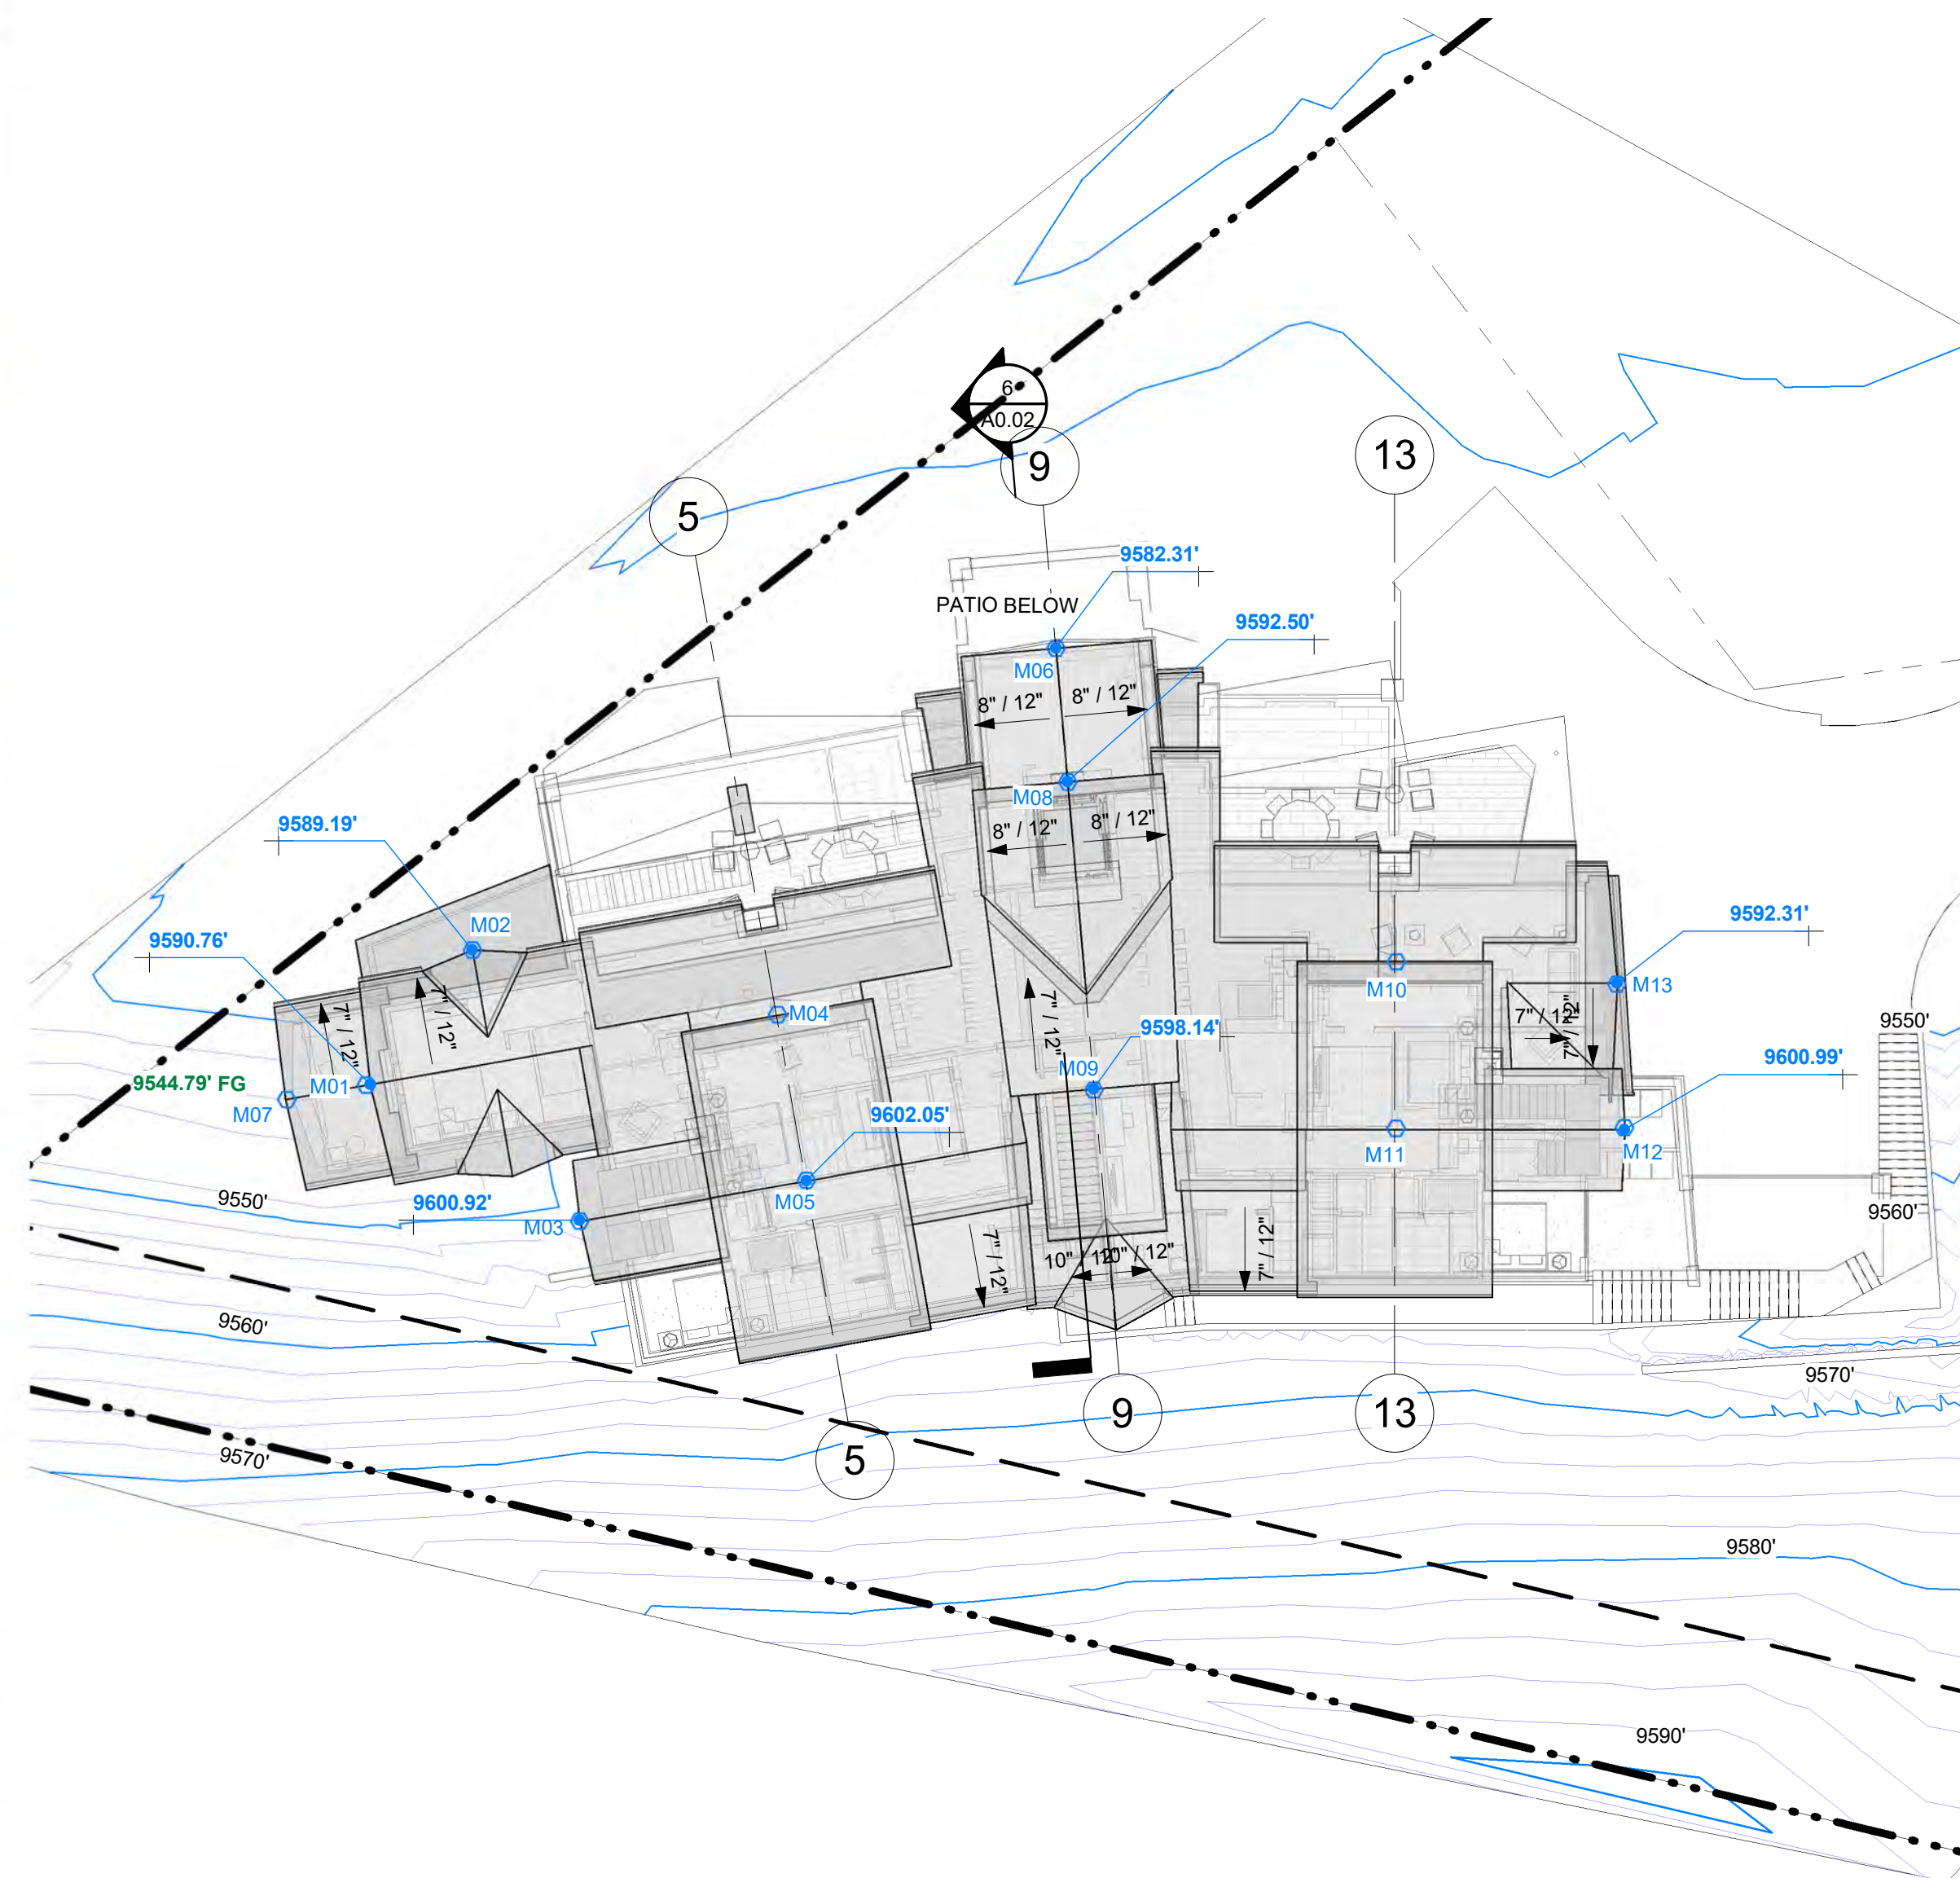 6
A0.02
9
13
5
9582.31'
PATIO BELOW
9592.50'
M06
8" / 12"
8" / 12"
M08
8" / 12"
8" / 12"
9589.19'
M02
9590.76'
9592.31'
M10
M13
7" / 12"
7" / 12"
7" / 12"
M04
7" / 12"
7" / 12"
9598.14'
9550'
9600.99'
M09
9544.79' FG
M01
M07
9602.05'
M11
M12
M05
9550'
9600.92'
M03
9560'
7" / 12"
10" / 12"
10" / 12"
7" / 12"
9560'
9570'
9
13
5
9570'
9580'
9590'